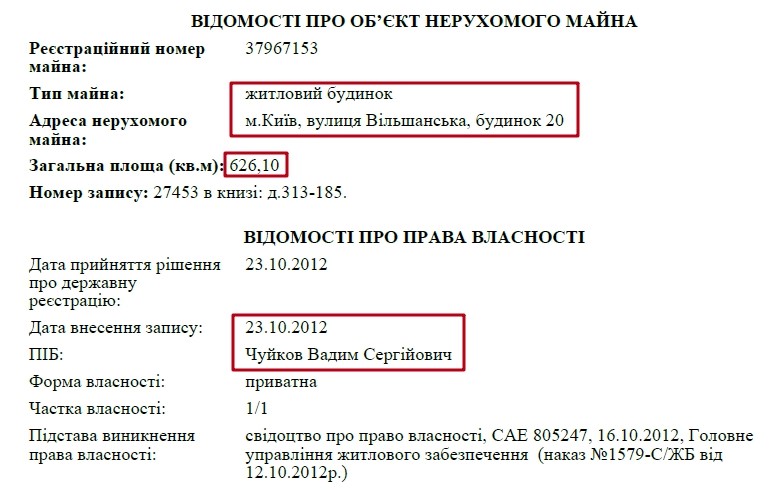 ВІДОМОСТІ ПРО ОБ’ЄКТ НЕРУХОМОГО МАЙНА
Реєстраційний номер майна: 37967153
Тип майна: житловий будинок
Адреса нерухомого майна: м.Київ, вулиця Вільшанська, будинок 20
Загальна площа (кв.м): 626,10
Номер запису: 27453 в книзі: д.313-185.
ВІДОМОСТІ ПРО ПРАВА ВЛАСНОСТІ
Дата прийняття рішення про державну реєстрацію: 23.10.2012
Дата внесення запису: 23.10.2012
ПІБ: Чуйков Вадим Сергійович
Форма власності: приватна
Частка власності: 1/1
Підстава виникнення права власності: свідоцтво про право власності, САЕ 805247, 16.10.2012, Головне управління житлового забезпечення (наказ №1579-С/ЖБ від 12.10.2012р.)